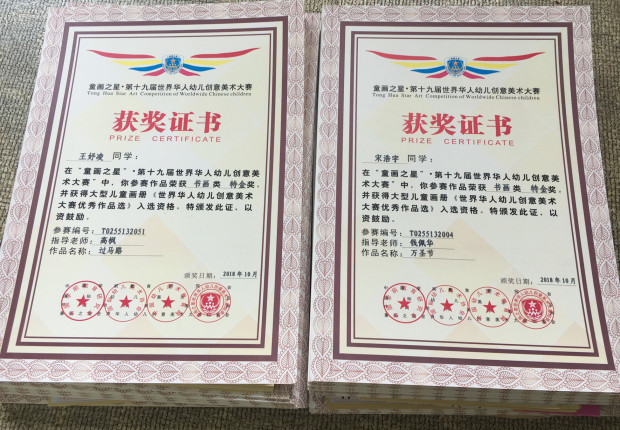 童画之星·第十九届世界华人幼儿创意美术大赛
Tong Hua Star Art Competition of Worldwide Chinese children
获奖证书
PRIZE CERTIFICATE
王妤凌 同学：
在"童画之星"·第十九届世界华人幼儿创意美
术大赛"中，你参赛作品荣获 书画类 特金奖，
并获得大型儿童画册《世界华人幼儿创意美术
大赛优秀作品选》入选资格。特颁发此证，以
资鼓励。
参赛编号：T0255132051
指导老师：高枫
作品名称：过马路
颁奖日期：2018年10月
童画之星·第十九届世界华人幼儿创意美术大赛
Tong Hua Star Art Competition of Worldwide Chinese children
获奖证书
PRIZE CERTIFICATE
宋浩宇 同学：
在"童画之星"·第十九届世界华人幼儿创意美
术大赛"中，你参赛作品荣获 书画类 特金奖，
并获得大型儿童画册《世界华人幼儿创意美术
大赛优秀作品选》入选资格。特颁发此证，以
资鼓励。
参赛编号：T0255132004
指导老师：钱佩华
作品名称：万圣节
颁奖日期：2018年10月